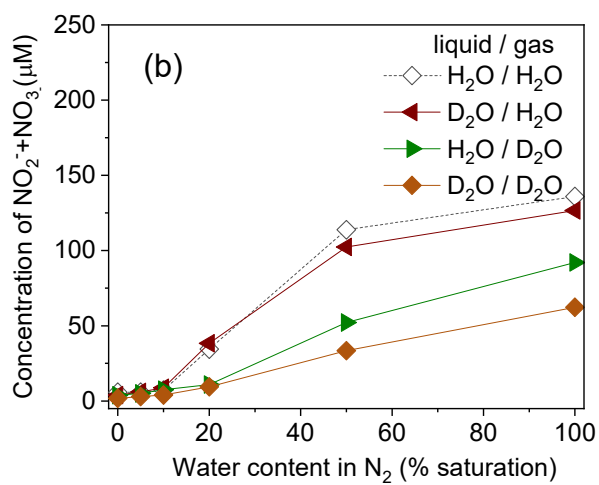 (b)
liquid / gas
H₂O / H₂O
D₂O / H₂O
H₂O / D₂O
D₂O / D₂O
Concentration of NO₂⁻+NO₃₋(μM)
250
200
150
100
50
0
0 20 40 60 80 100
Water content in N₂ (% saturation)